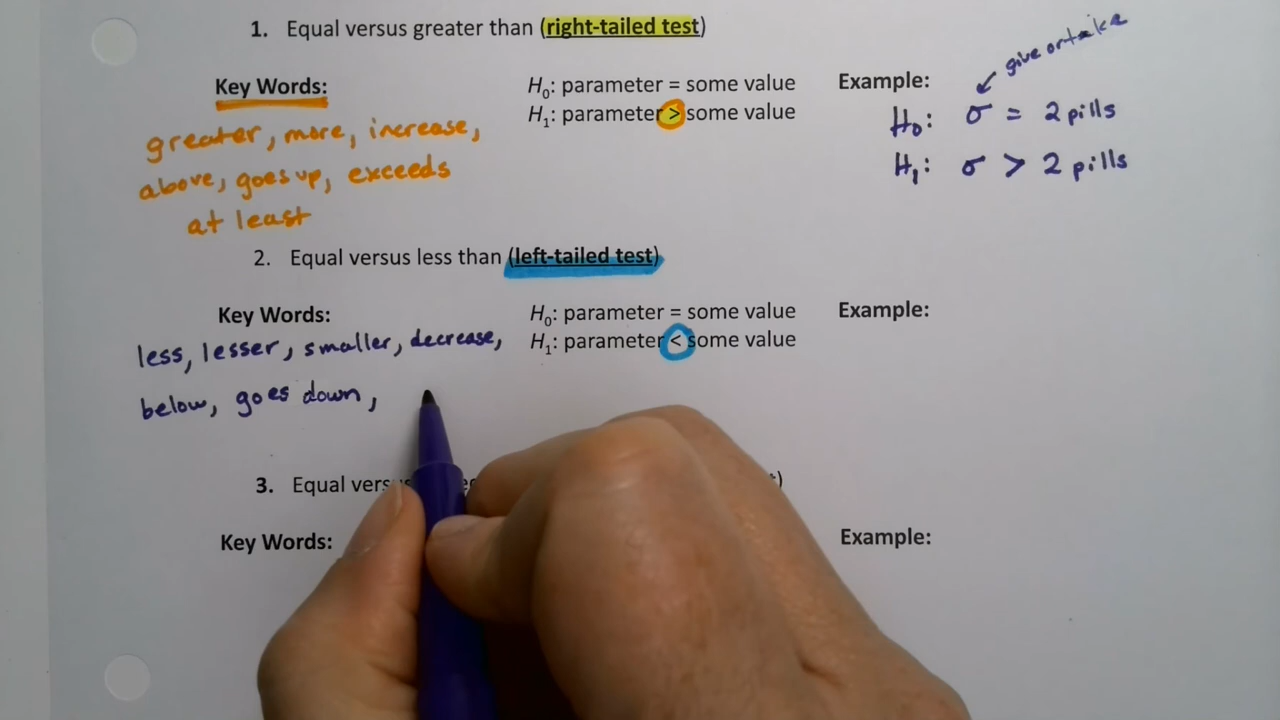 1. Equal versus greater than (right-tailed test)
give or take
Key Words:
H0: parameter = some value
Example:
H1: parameter > some value
H0: σ = 2 pills
greater, more, increase,
H1: σ > 2 pills
above, goes up, exceeds
at least
2. Equal versus less than (left-tailed test)
Key Words:
H0: parameter = some value
Example:
less, lesser, smaller, decrease,
H1: parameter < some value
below, goes down,
3. Equal
Key Words:
Example: